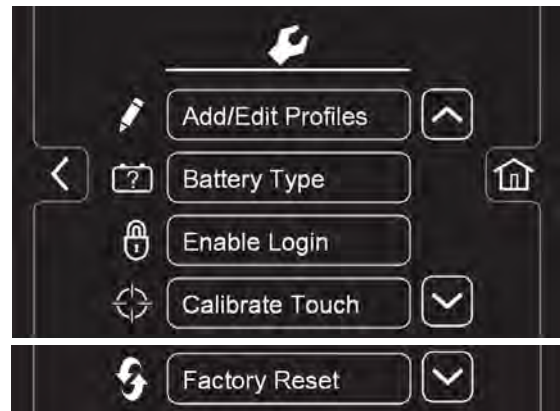 Add/Edit Profiles
Battery Type
Enable Login
Calibrate Touch
Factory Reset